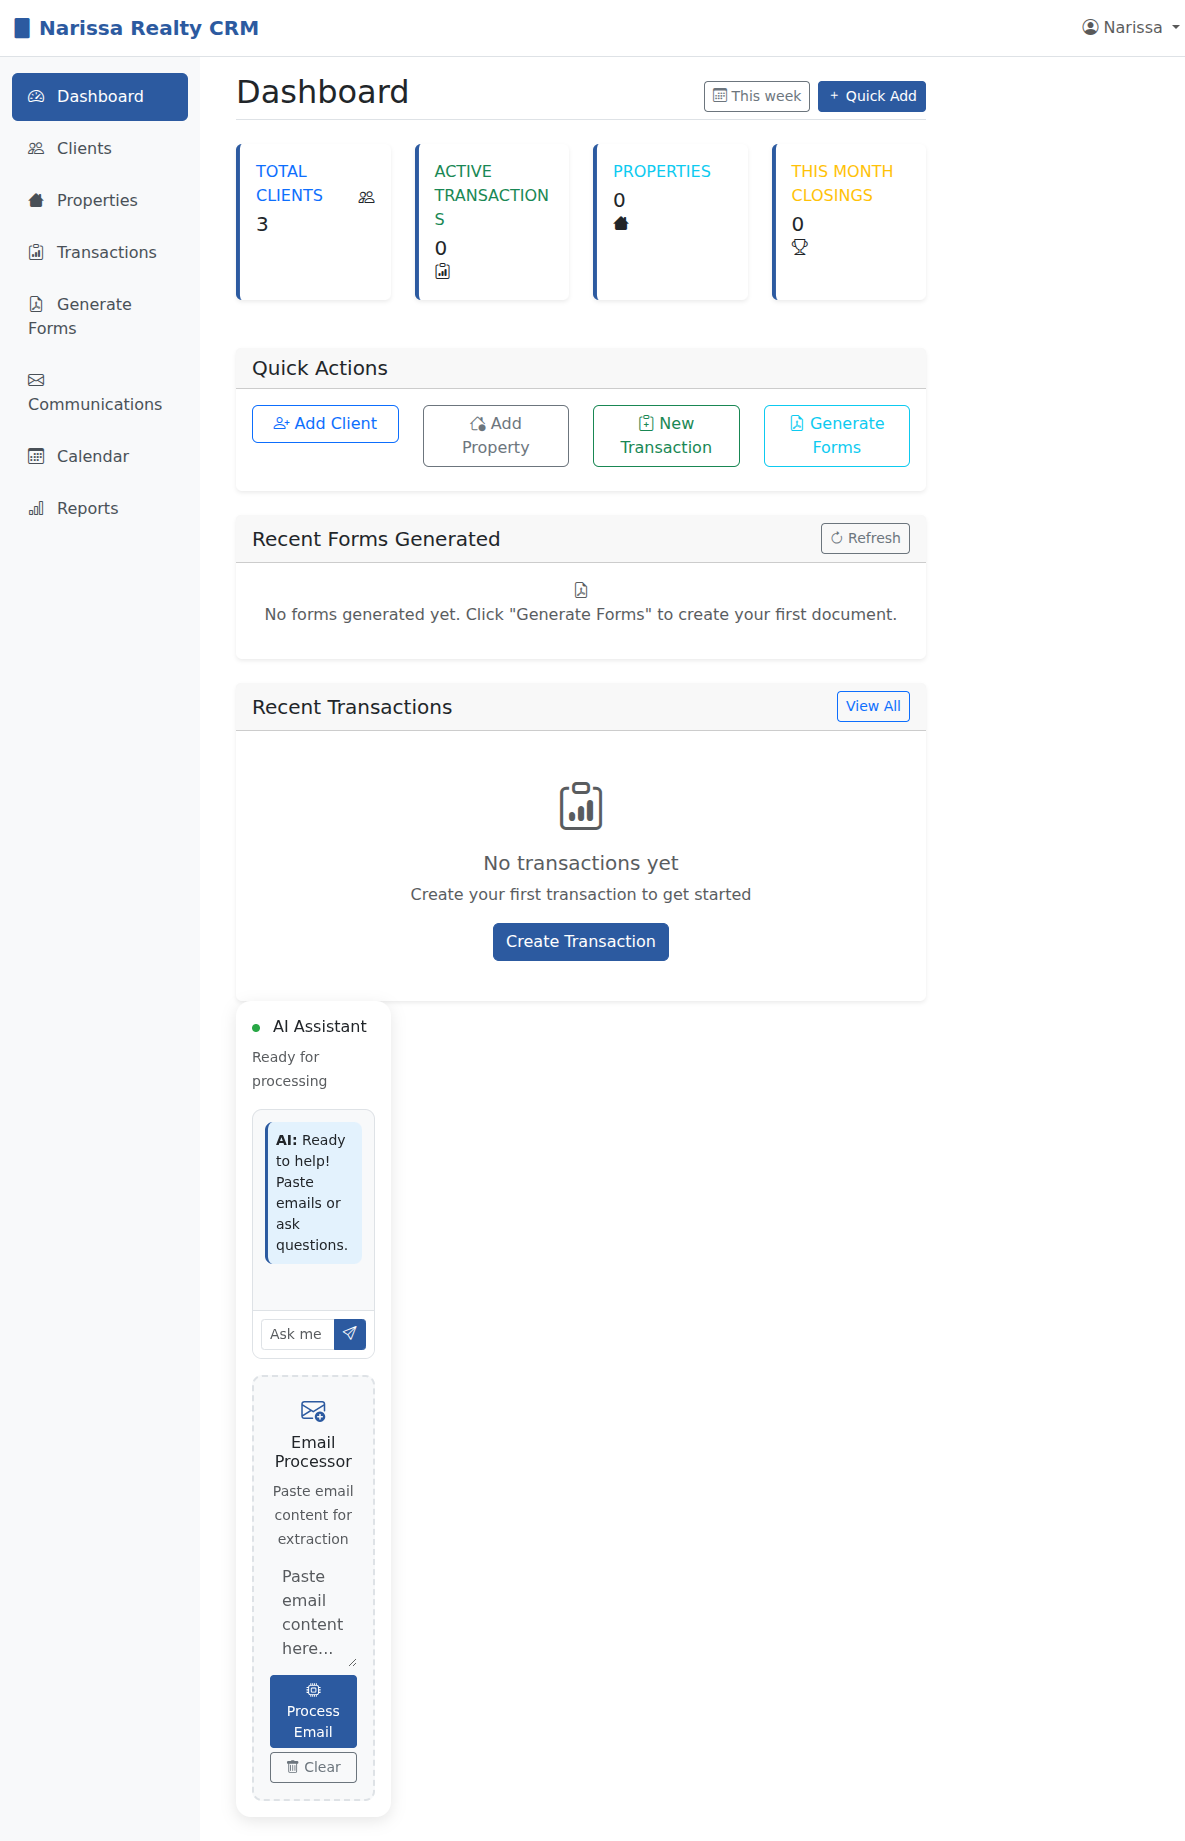 Narissa Realty CRM
Narissa
Dashboard
Clients
Properties
Transactions
Generate
Forms
Communications
Calendar
Reports
Dashboard
This week
+ Quick Add
TOTAL
CLIENTS
3
ACTIVE
TRANSACTION
S
0
PROPERTIES
0
THIS MONTH
CLOSINGS
0
Quick Actions
Add Client
Add
Property
New
Transaction
Generate
Forms
Recent Forms Generated
Refresh
No forms generated yet. Click "Generate Forms" to create your first document.
Recent Transactions
View All
No transactions yet
Create your first transaction to get started
Create Transaction
AI Assistant
Ready for
processing
AI: Ready
to help!
Paste
emails or
ask
questions.
Ask me
Email
Processor
Paste email
content for
extraction
Paste
email
content
here...
Process
Email
Clear